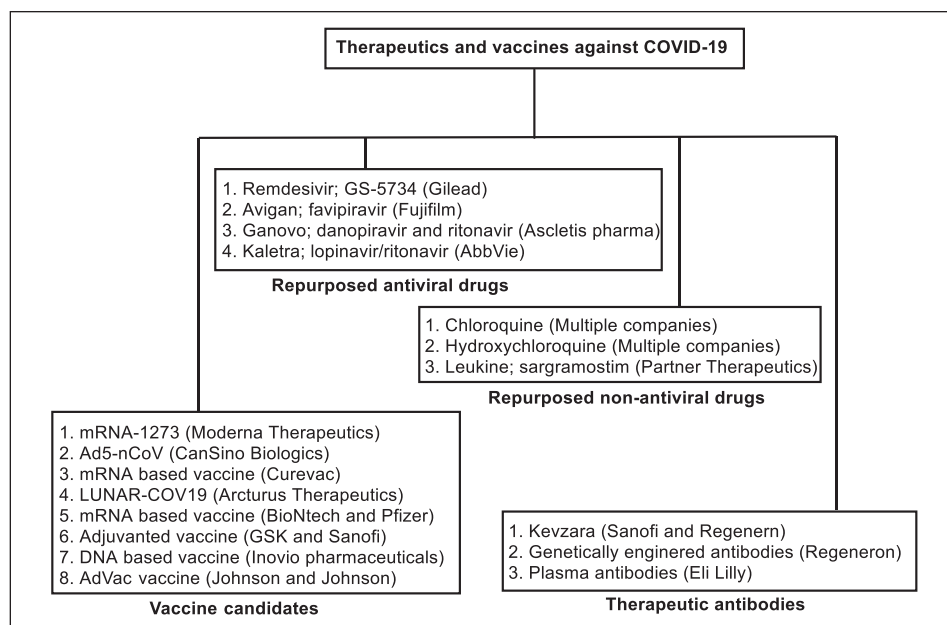 Therapeutics and vaccines against COVID-19
1. Remdesivir; GS-5734 (Gilead)
2. Avigan; favipiravir (Fujifilm)
3. Ganovo; danopiravir and ritonavir (Ascletis pharma)
4. Kaletra; lopinavir/ritonavir (AbbVie)
Repurposed antiviral drugs
1. Chloroquine (Multiple companies)
2. Hydroxychloroquine (Multiple companies)
3. Leukine; sargramostim (Partner Therapeutics)
Repurposed non-antiviral drugs
1. mRNA-1273 (Moderna Therapeutics)
2. Ad5-nCoV (CanSino Biologics)
3. mRNA based vaccine (Curevac)
4. LUNAR-COV19 (Arcturus Therapeutics)
5. mRNA based vaccine (BioNtech and Pfizer)
6. Adjuvanted vaccine (GSK and Sanofi)
7. DNA based vaccine (Inovio pharmaceuticals)
8. AdVac vaccine (Johnson and Johnson)
Vaccine candidates
1. Kevzara (Sanofi and Regenern)
2. Genetically enginered antibodies (Regeneron)
3. Plasma antibodies (Eli Lilly)
Therapeutic antibodies